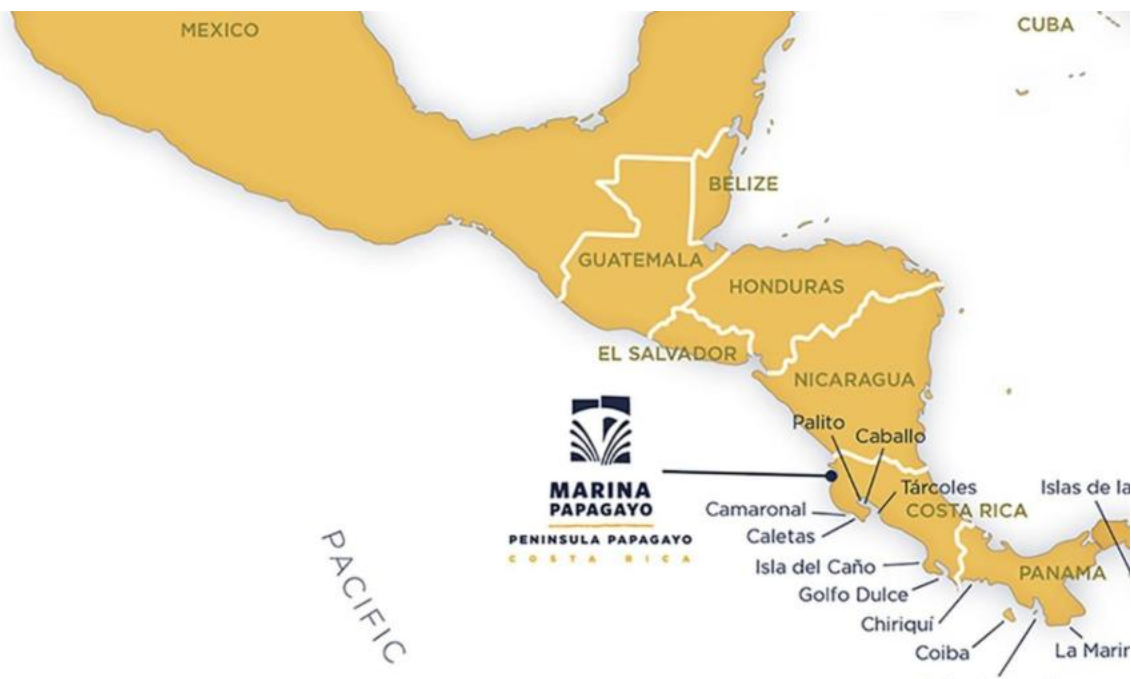 MEXICO
CUBA
BELIZE
GUATEMALA
HONDURAS
EL SALVADOR
NICARAGUA
Palito
Caballo
MARINA
PAPAGAYO
PENINSULA PAPAGAYO
COSTA RICA
Tárcoles
Islas de la
Camaronal
COSTA RICA
Caletas
PACIFIC
Isla del Caño
PANAMA
Golfo Dulce
Chiriquí
Coiba
La Marin